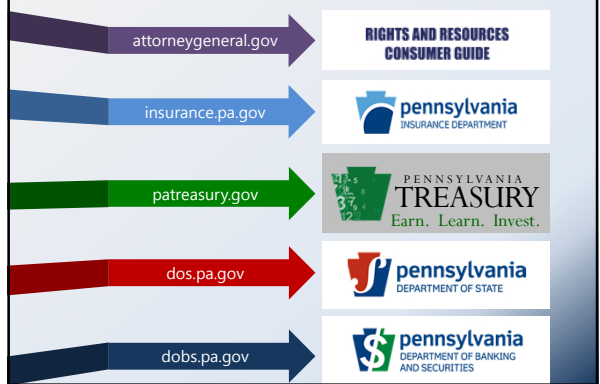 attorneygeneral.gov
RIGHTS AND RESOURCES
CONSUMER GUIDE
insurance.pa.gov
pennsylvania
INSURANCE DEPARTMENT
patreasury.gov
PENNSYLVANIA
TREASURY
Earn. Learn. Invest.
dos.pa.gov
pennsylvania
DEPARTMENT OF STATE
dobs.pa.gov
$
pennsylvania
DEPARTMENT OF BANKING
AND SECURITIES